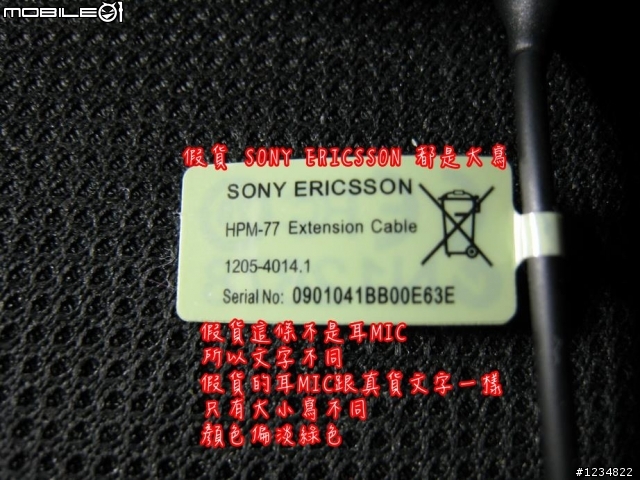 MOBILE01
假貨 SONY ERICSSON 都是大寫
SONY ERICSSON
HPM-77 Extension Cable
1205-4014.1
Serial No: 0901041BB00E63E
假貨這條不是耳MIC
所以文字不同
假貨的耳MIC跟真貨文字一樣
只有大小寫不同
顏色偏淡綠色
#1234822